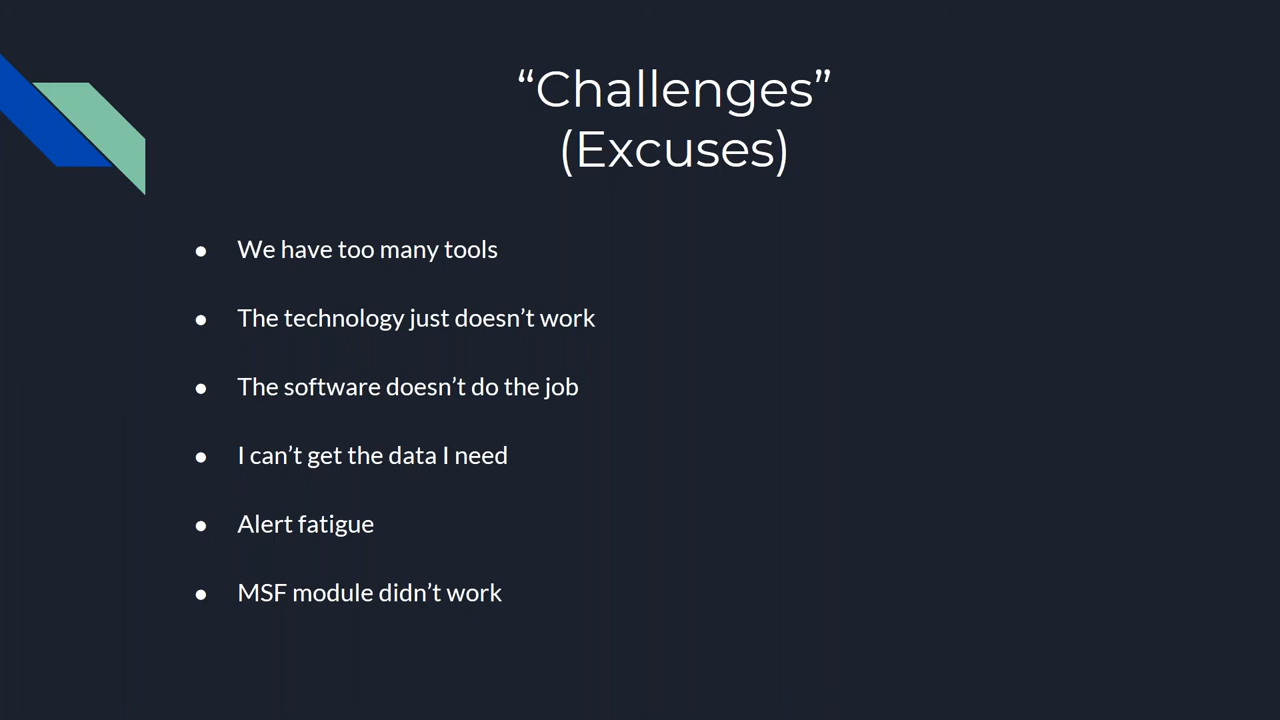 “Challenges”
(Excuses)
● We have too many tools
● The technology just doesn’t work
● The software doesn’t do the job
● I can’t get the data I need
● Alert fatigue
● MSF module didn’t work